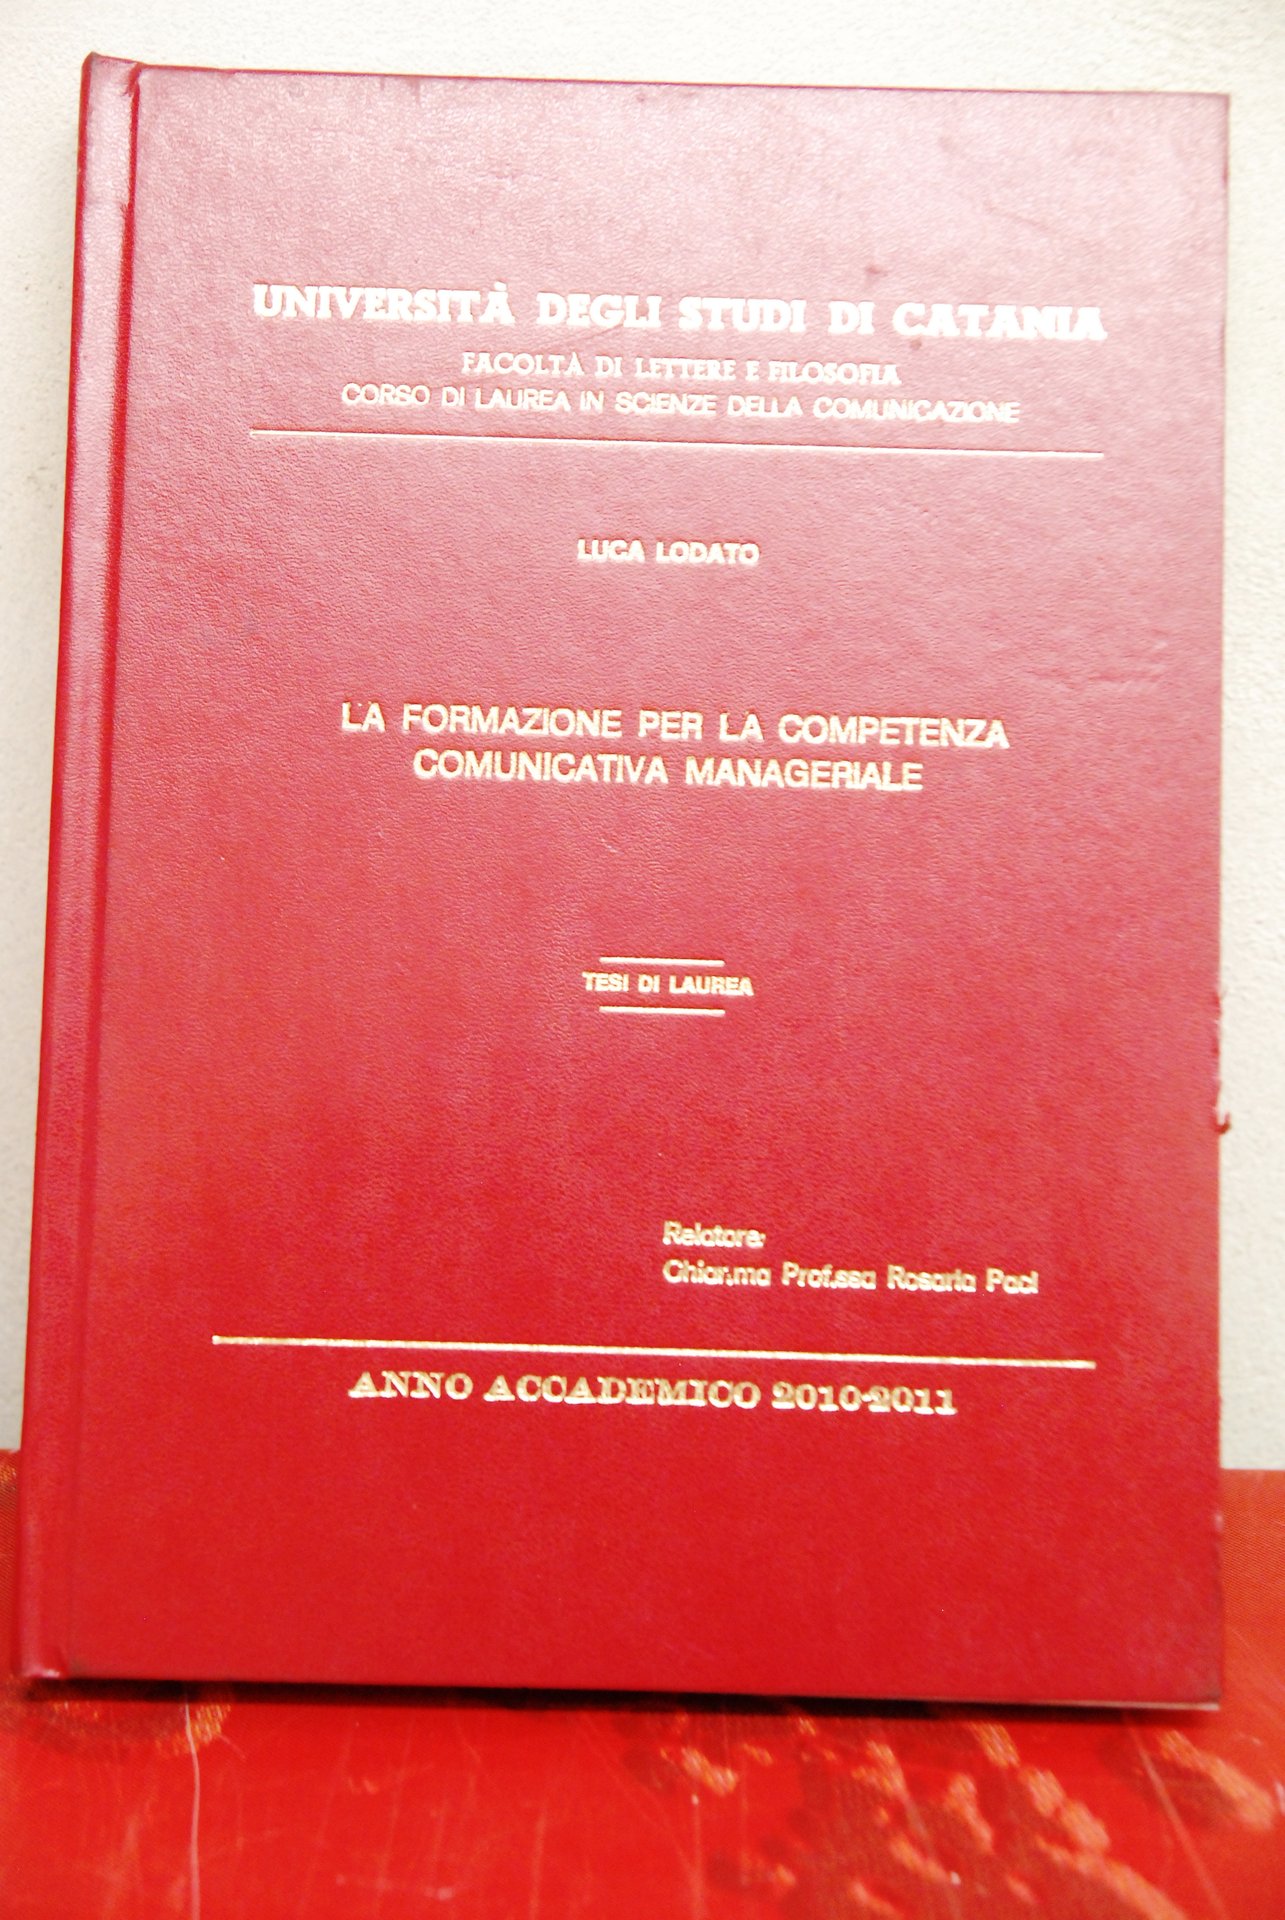 UNIVERSITÀ DEGLI STUDI DI CATANIA
FACOLTÀ DI LETTERE E FILOSOFIA
CORSO DI LAUREA IN SCIENZE DELLA COMUNICAZIONE
LUCA LODATO
LA FORMAZIONE PER LA COMPETENZA
COMUNICATIVA MANAGERIALE
TESI DI LAUREA
Relatore:
Chiar.ma Prof.ssa Rosaria Paci
ANNO ACCADEMICO 2010-2011